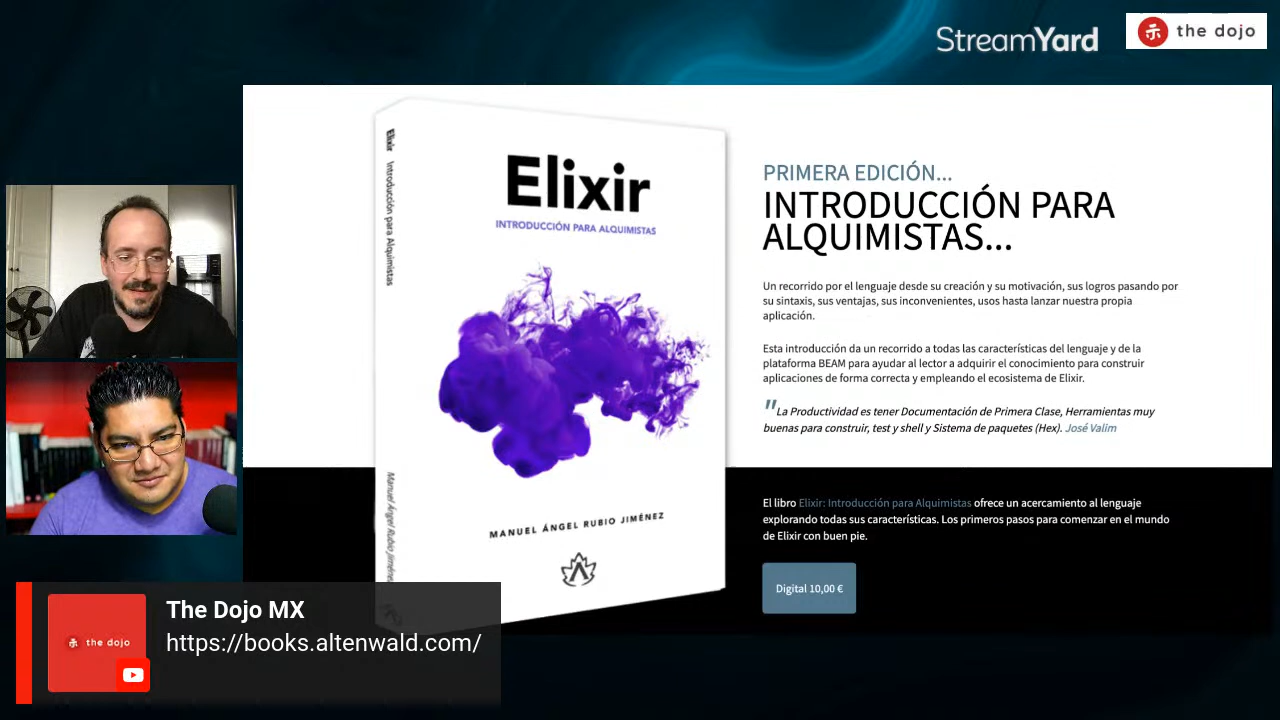 StreamYard
the dojo
Elixir
INTRODUCCIÓN PARA ALQUIMISTAS
MANUEL ÁNGEL RUBIO JIMÉNEZ
Elixir Introducción para Alquimistas
Manuel Ángel Rubio Jiménez
PRIMERA EDICIÓN...
INTRODUCCIÓN PARA
ALQUIMISTAS...
Un recorrido por el lenguaje desde su creación y su motivación, sus logros pasando por
su sintaxis, sus ventajas, sus inconvenientes, usos hasta lanzar nuestra propia
aplicación.
Esta introducción da un recorrido a todas las características del lenguaje y de la
plataforma BEAM para ayudar al lector a adquirir el conocimiento para construir
aplicaciones de forma correcta y empleando el ecosistema de Elixir.
"La Productividad es tener Documentación de Primera Clase, Herramientas muy
buenas para construir, test y shell y Sistema de paquetes (Hex). José Valim
El libro Elixir: Introducción para Alquimistas ofrece un acercamiento al lenguaje
explorando todas sus características. Los primeros pasos para comenzar en el mundo
de Elixir con buen pie.
Digital 10,00 €
the dojo
The Dojo MX
https://books.altenwald.com/